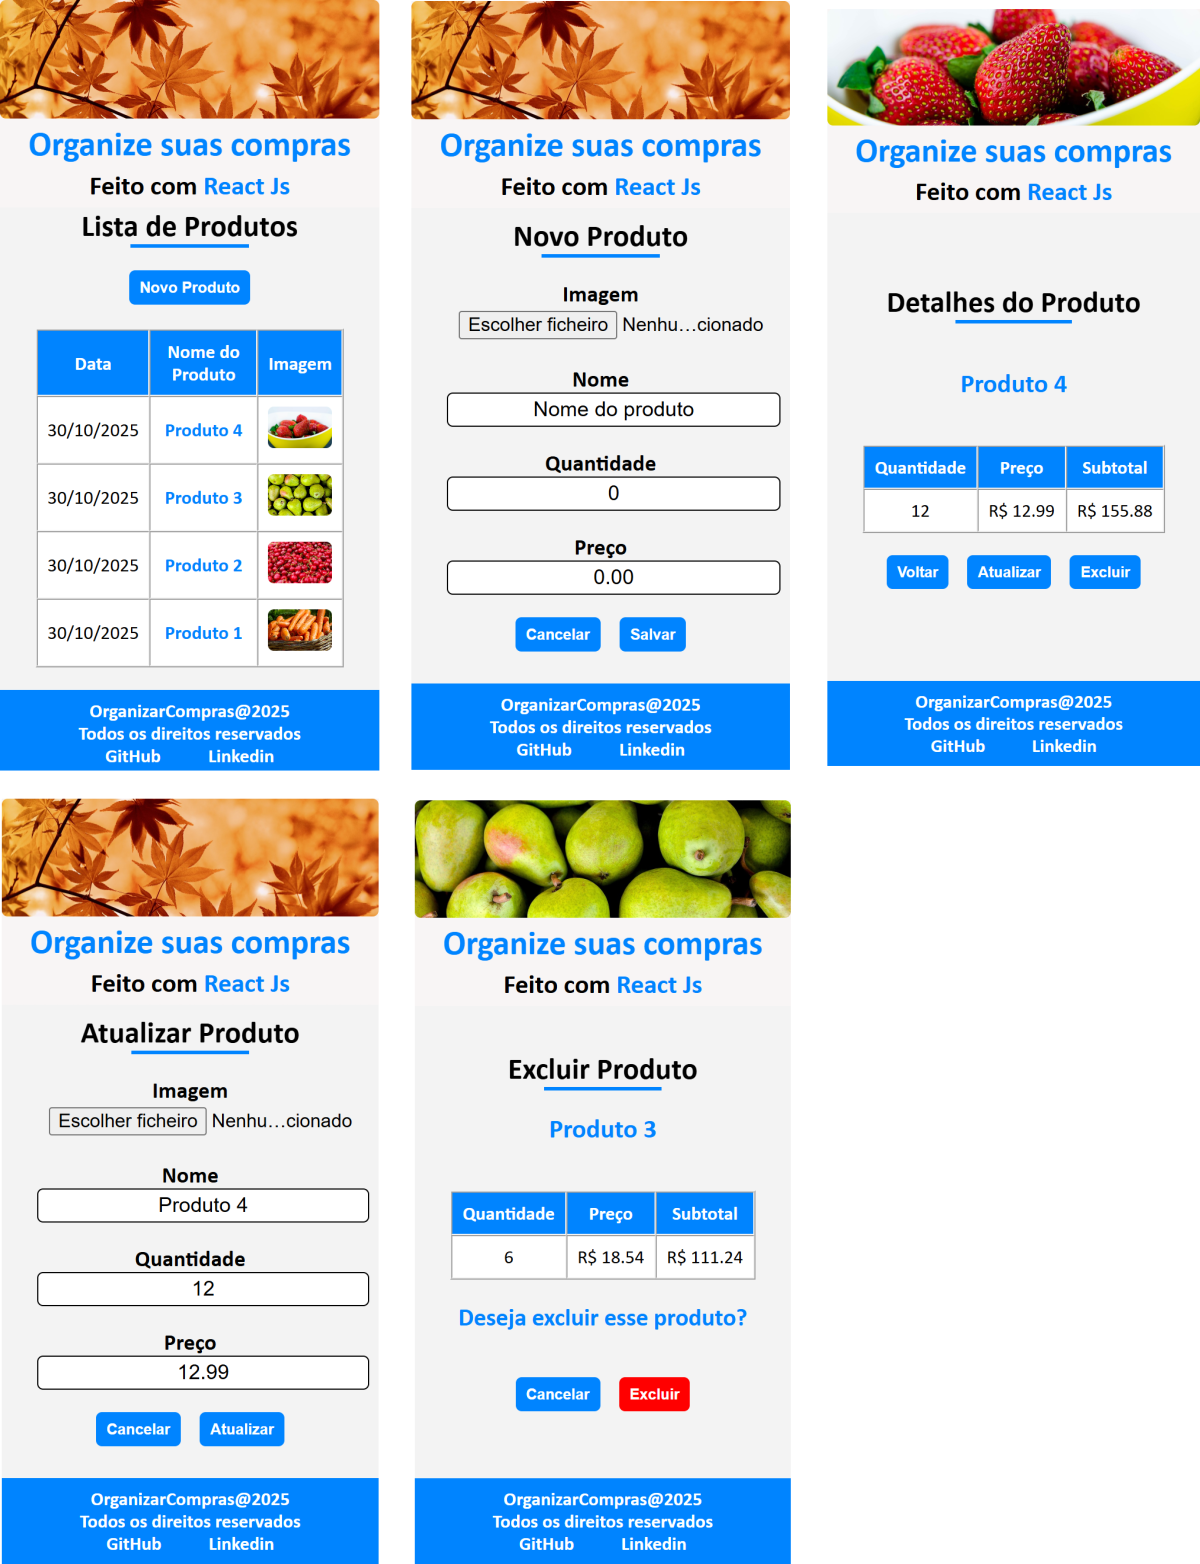 Organize suas compras
Feito com React Js
Lista de Produtos
Novo Produto
Data
Nome do
Produto
Imagem
30/10/2025 Produto 4
30/10/2025 Produto 3
30/10/2025 Produto 2
30/10/2025 Produto 1
OrganizarCompras@2025
Todos os direitos reservados
GitHub Linkedin
Organize suas compras
Feito com React Js
Novo Produto
Imagem
Escolher ficheiro Nenhu...cionado
Nome
Nome do produto
Quantidade
0
Preço
0.00
Cancelar Salvar
OrganizarCompras@2025
Todos os direitos reservados
GitHub Linkedin
Organize suas compras
Feito com React Js
Detalhes do Produto
Produto 4
Quantidade Preço Subtotal
12 R$ 12.99 R$ 155.88
Voltar Atualizar Excluir
OrganizarCompras@2025
Todos os direitos reservados
GitHub Linkedin
Organize suas compras
Feito com React Js
Atualizar Produto
Imagem
Escolher ficheiro Nenhu...cionado
Nome
Produto 4
Quantidade
12
Preço
12.99
Cancelar Atualizar
OrganizarCompras@2025
Todos os direitos reservados
GitHub Linkedin
Organize suas compras
Feito com React Js
Excluir Produto
Produto 3
Quantidade Preço Subtotal
6 R$ 18.54 R$ 111.24
Deseja excluir esse produto?
Cancelar Excluir
OrganizarCompras@2025
Todos os direitos reservados
GitHub Linkedin